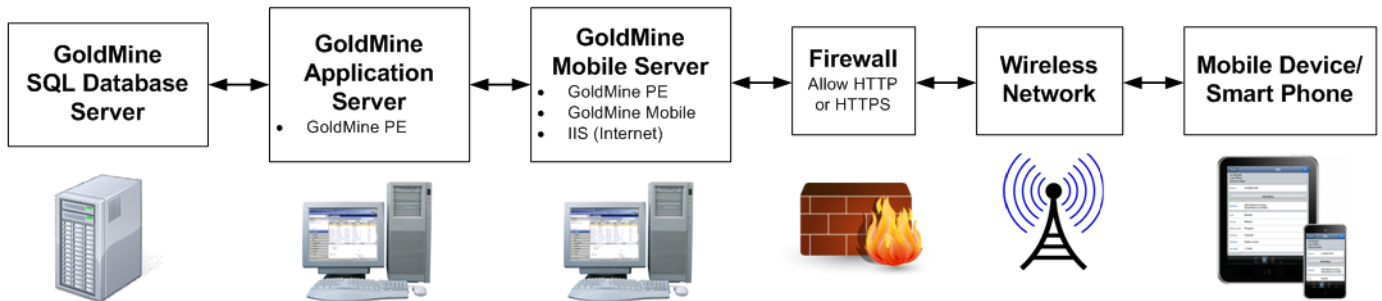 GoldMine
SQL Database
Server
GoldMine
Application
Server
• GoldMine PE
GoldMine
Mobile Server
• GoldMine PE
• GoldMine Mobile
• IIS (Internet)
Firewall
Allow HTTP
or HTTPS
Wireless
Network
Mobile Device/
Smart Phone